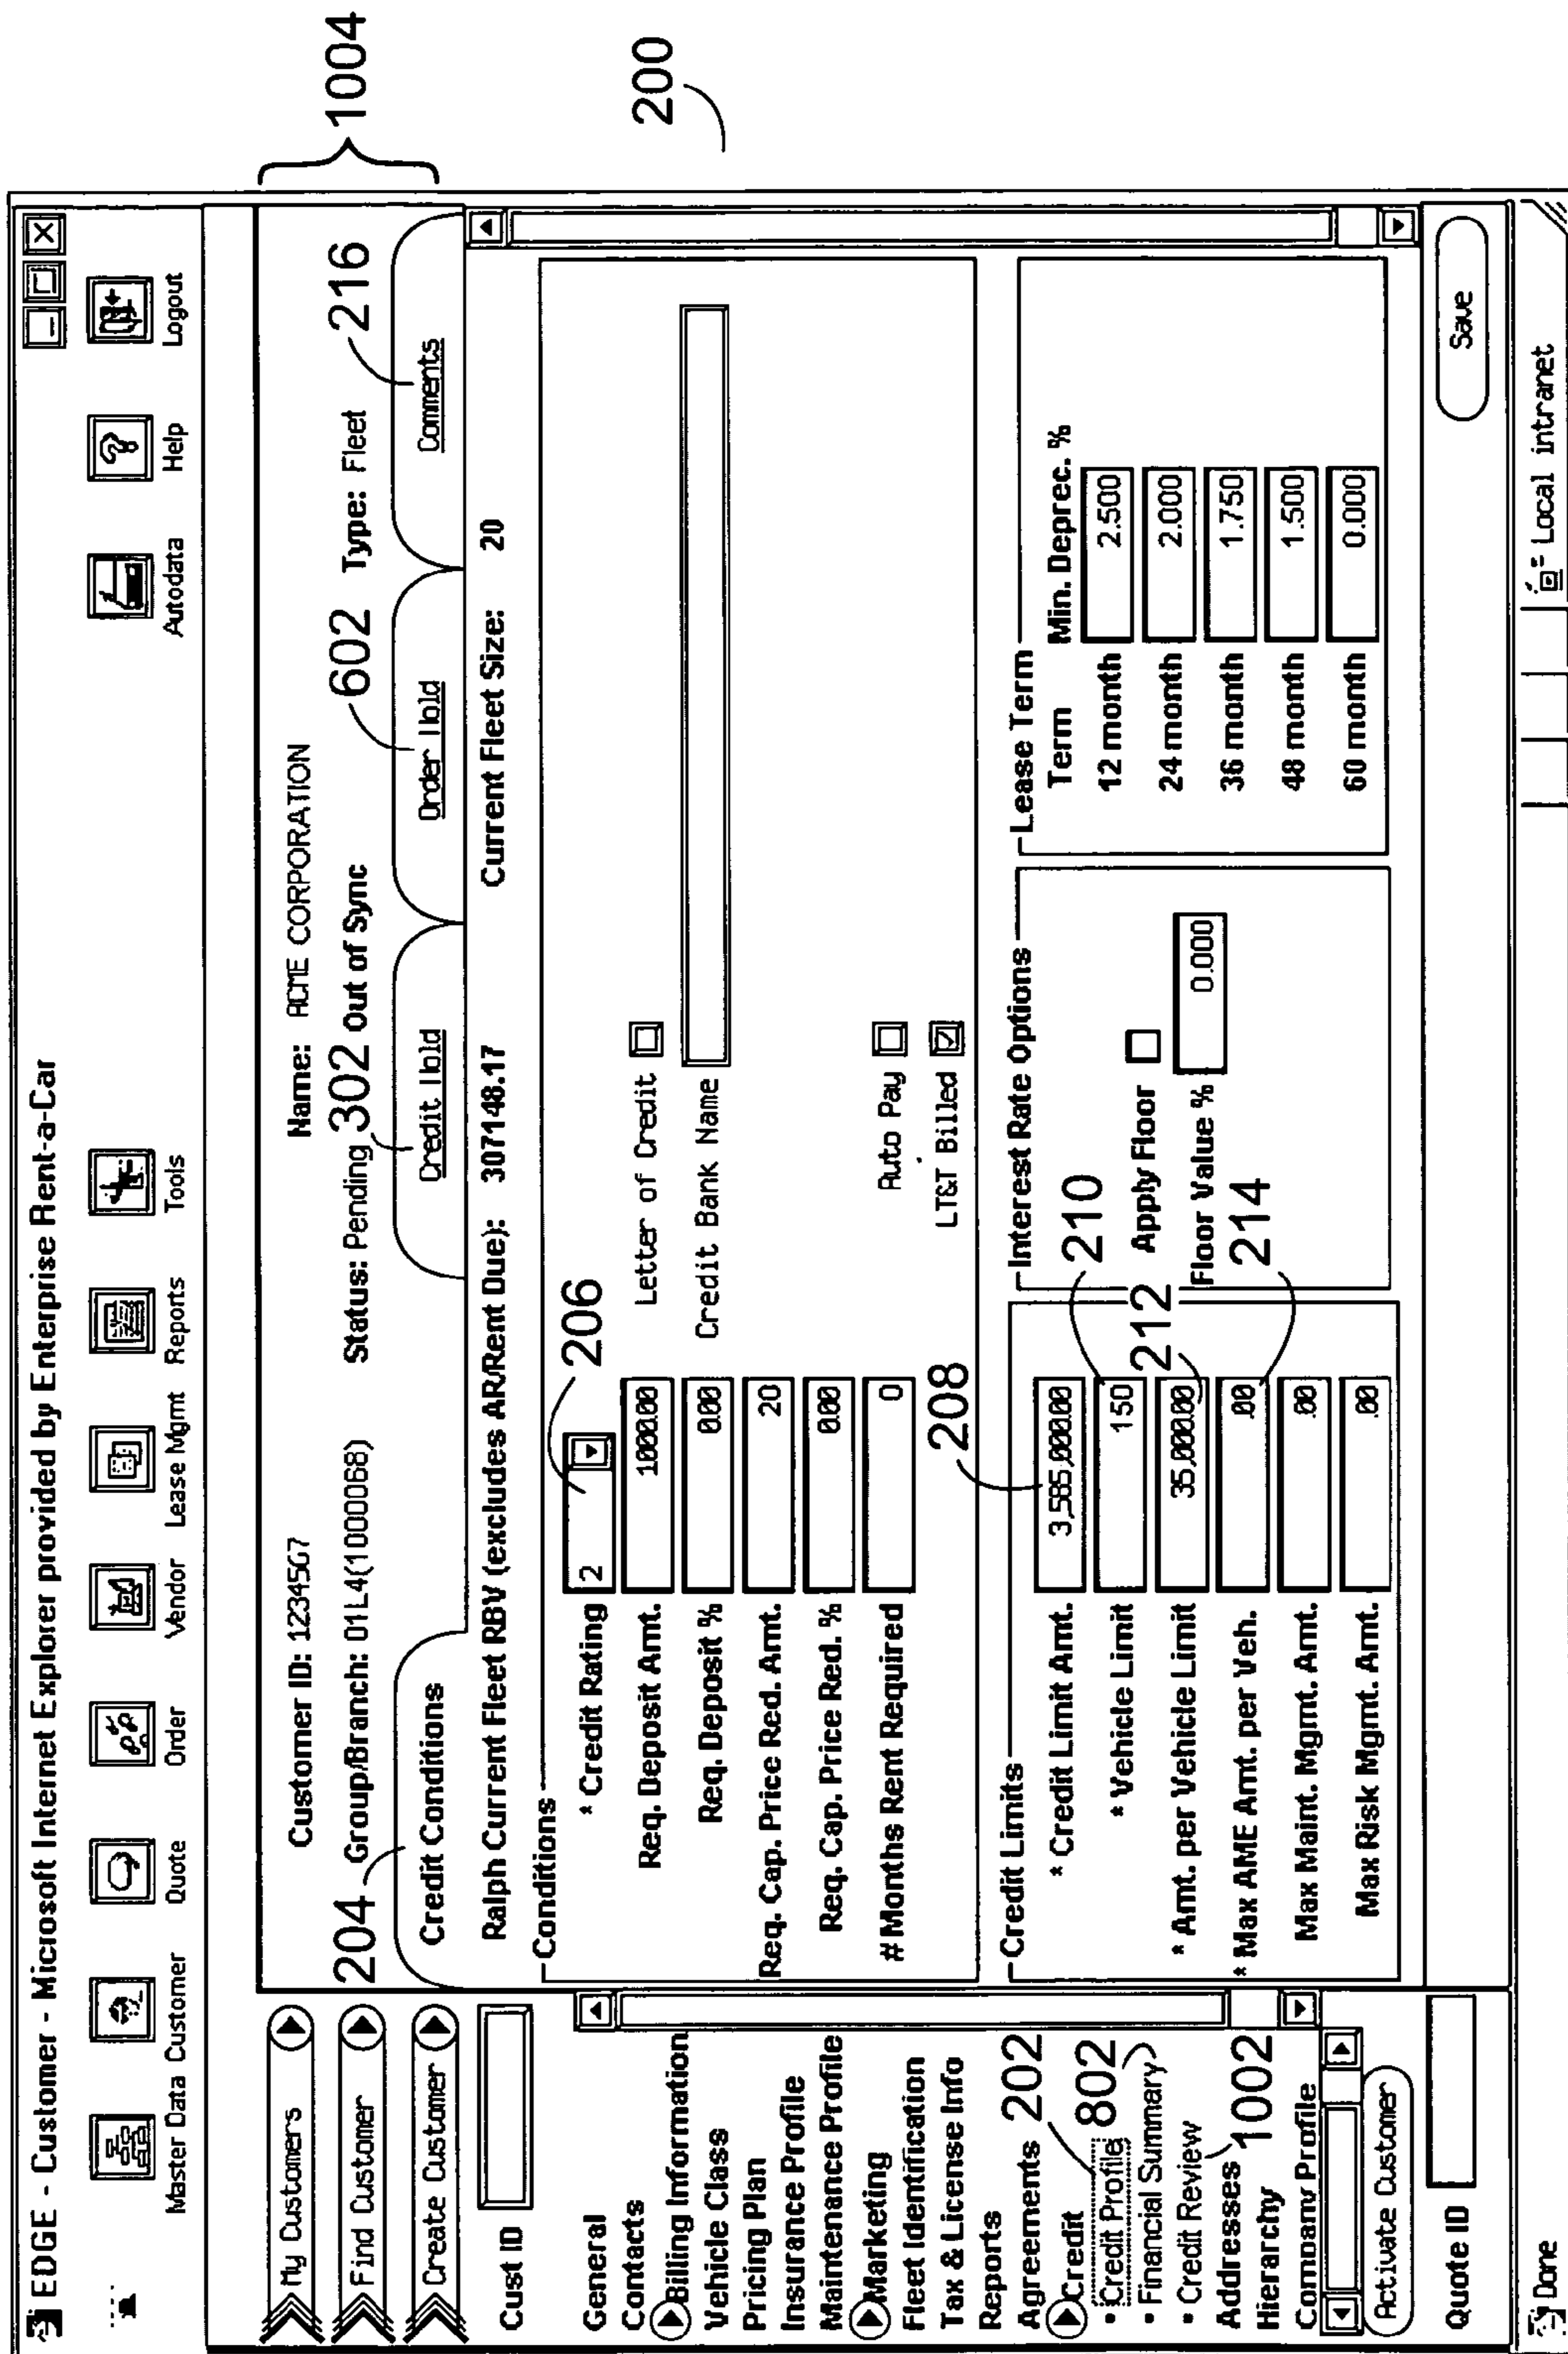 EDGE - Customer - Microsoft Internet Explorer provided by Enterprise Rent-a-Car
Master Data
Customer
Quote
Order
Vendor
Lease Mgmt
Reports
Tools
Autodata
Help
Logout
My Customers
Find Customer
Create Customer
Cust ID
General
Contacts
Billing Information
Vehicle Class
Pricing Plan
Insurance Profile
Maintenance Profile
Marketing
Fleet Identification
Tax & License Info
Reports
Agreements 202
Credit
• Credit Profile 802
• Financial Summary
• Credit Review
Addresses 1002
Hierarchy
Company Profile
Activate Customer
Quote ID
Customer ID: 1234567 Name: ACME CORPORATION
1004
204 Group/Branch: 01L4(1000068) Status: Pending 302 Out of Sync 602 Type: Fleet 216
Credit Conditions
Credit Hold
Order Hold
Comments
Ralph Current Fleet RBV (excludes AR/Rent Due): 307148.17 Current Fleet Size: 20
200
Conditions
206
* Credit Rating 2
Req. Deposit Amt. 1000.00
Req. Deposit % 0.00
Req. Cap. Price Red. Amt. 20
Req. Cap. Price Red. % 0.00
#Months Rent Required 0
Letter of Credit
Credit Bank Name
Auto Pay
LT&T Billed
208
Credit Limits
* Credit Limit Amt. 3,585,000.00
* Vehicle Limit 150
* Amt. per Vehicle Limit 35,000.00
* Max AME Amt. per Veh. .00
Max Maint. Mgmt. Amt. .00
Max Risk Mgmt. Amt. .00
210
212
214
Interest Rate Options
Apply Floor
Floor Value % 0.000
Lease Term
Term Min. Deprec. %
12 month 2.500
24 month 2.000
36 month 1.750
48 month 1.500
60 month 0.000
Save
Done
Local intranet